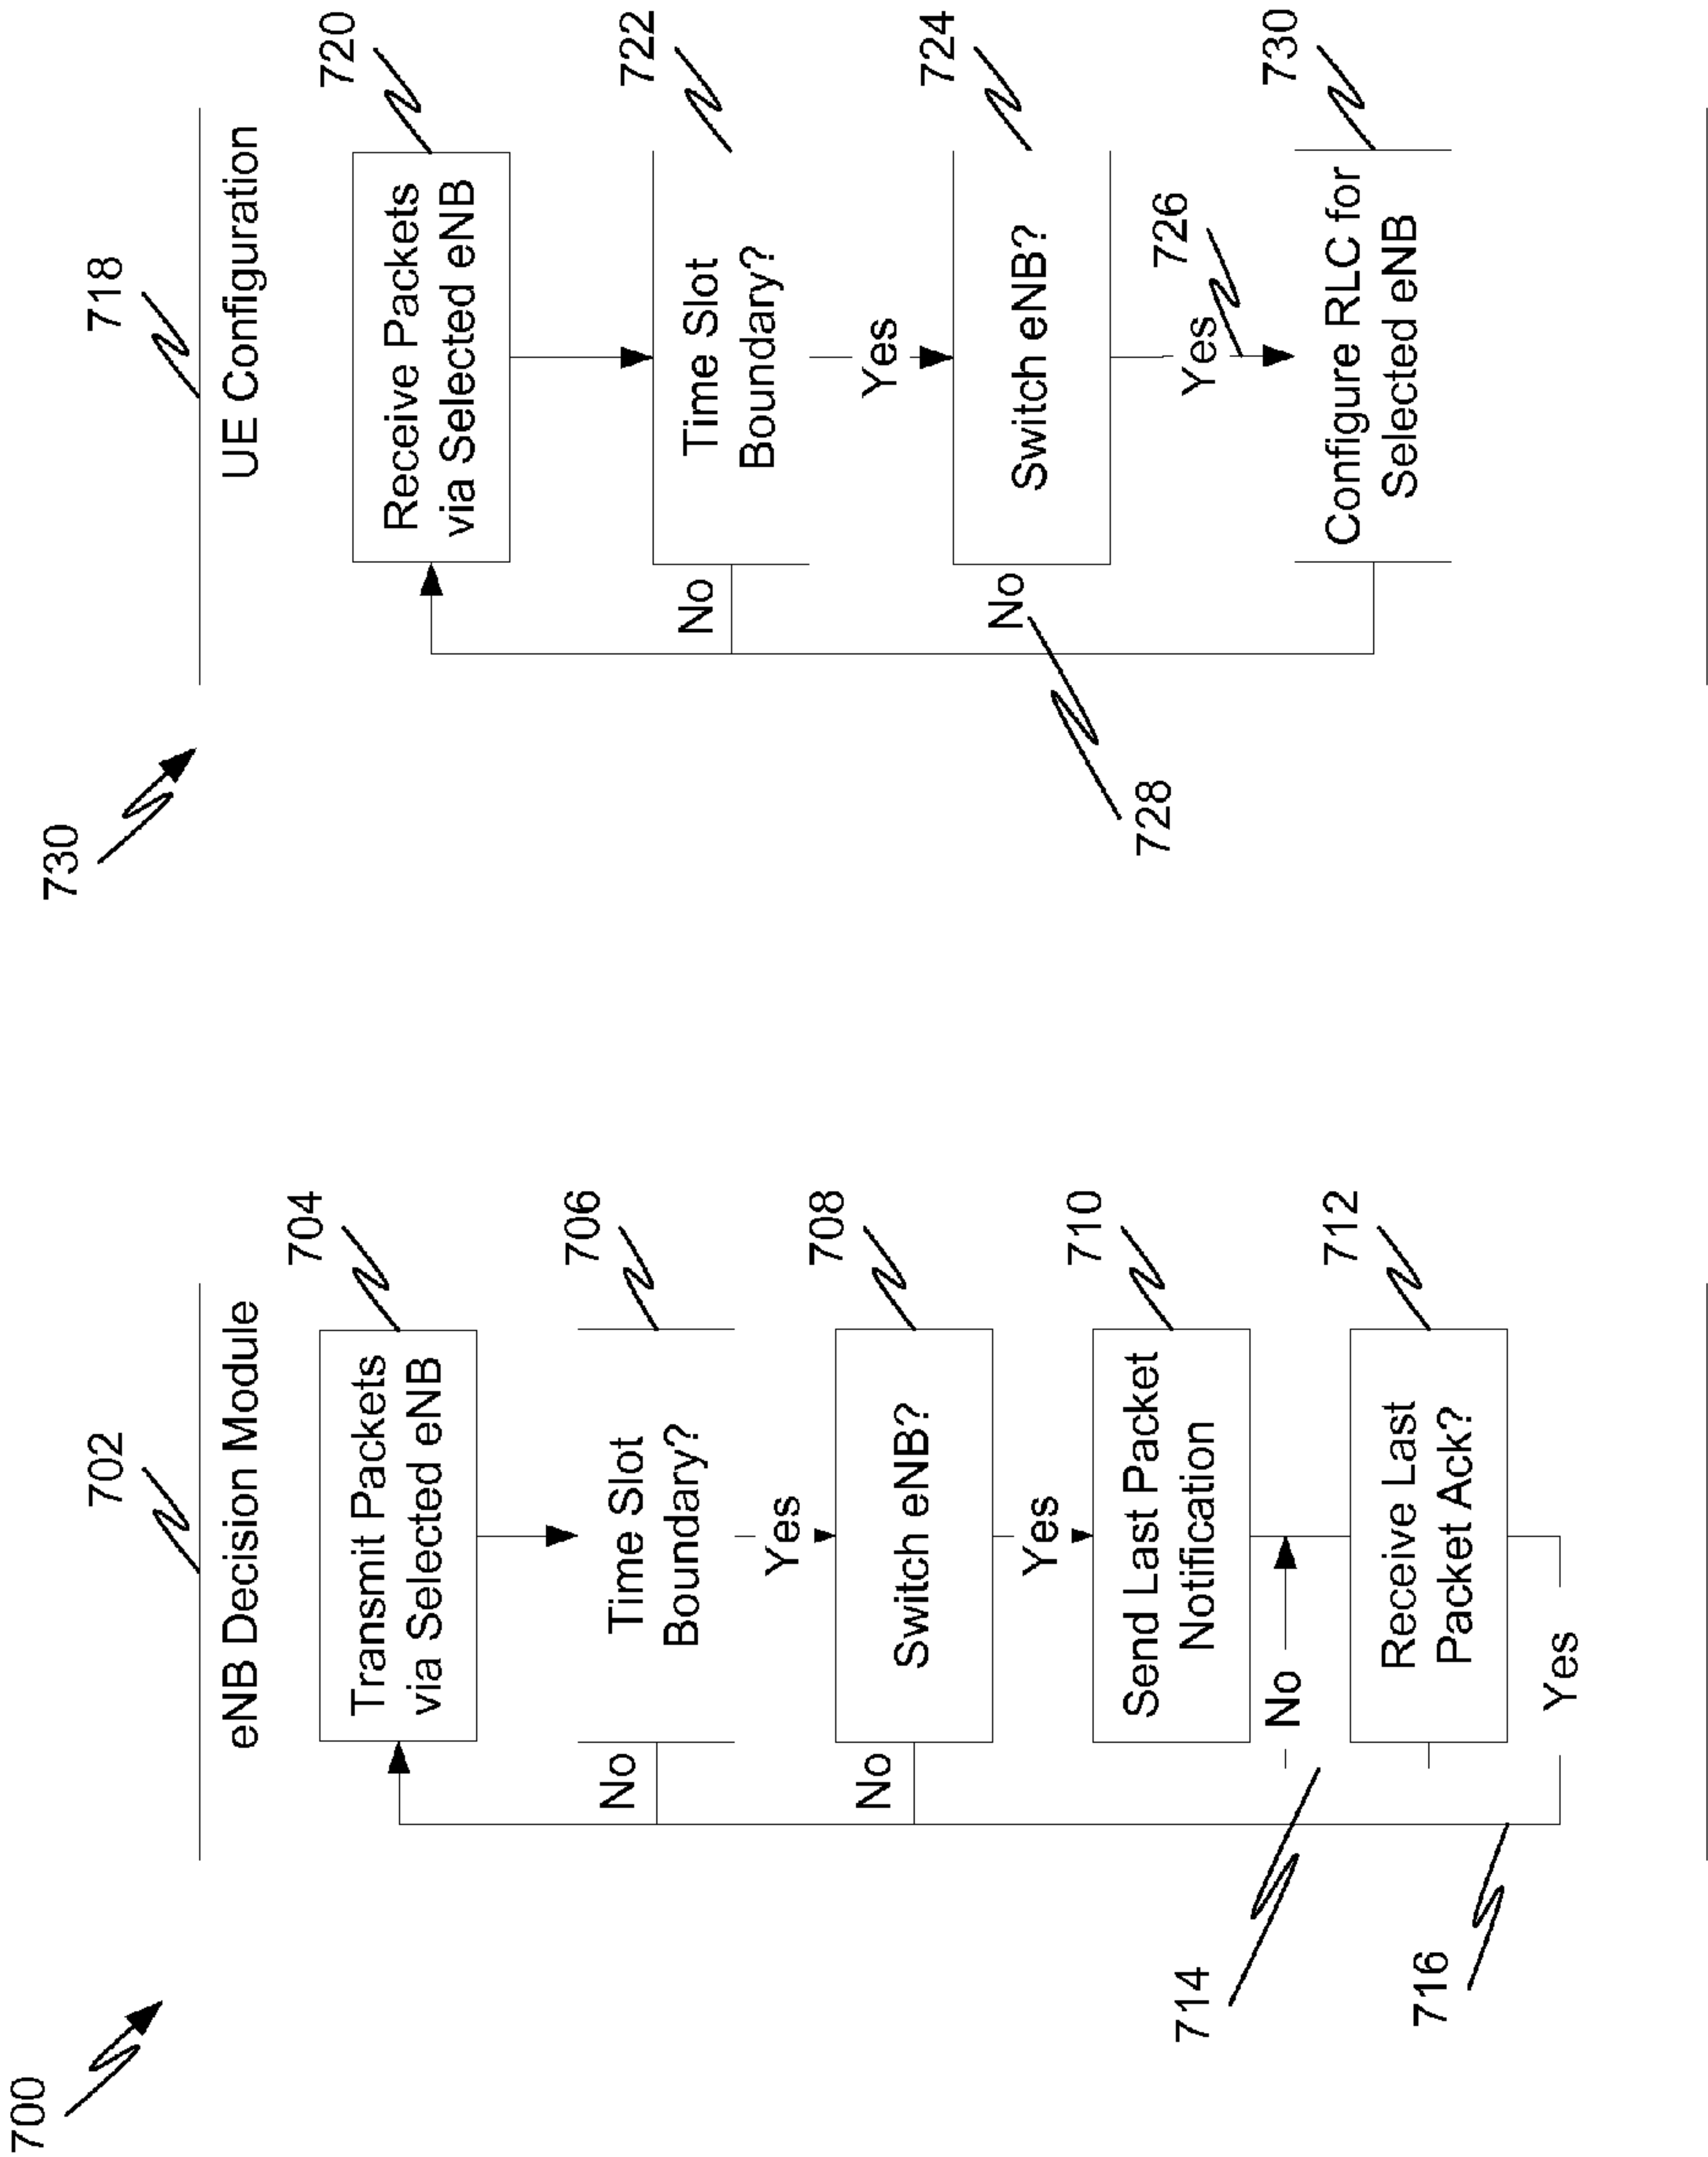 700
702
eNB Decision Module
704
Transmit Packets
via Selected eNB
706
Time Slot
Boundary?
No
Yes
708
Switch eNB?
No
Yes
710
Send Last Packet
Notification
No
712
Receive Last
Packet Ack?
Yes
714
716
730
718
UE Configuration
720
Receive Packets
via Selected eNB
722
Time Slot
Boundary?
No
Yes
724
Switch eNB?
No
Yes
726
728
730
Configure RLC for
Selected eNB